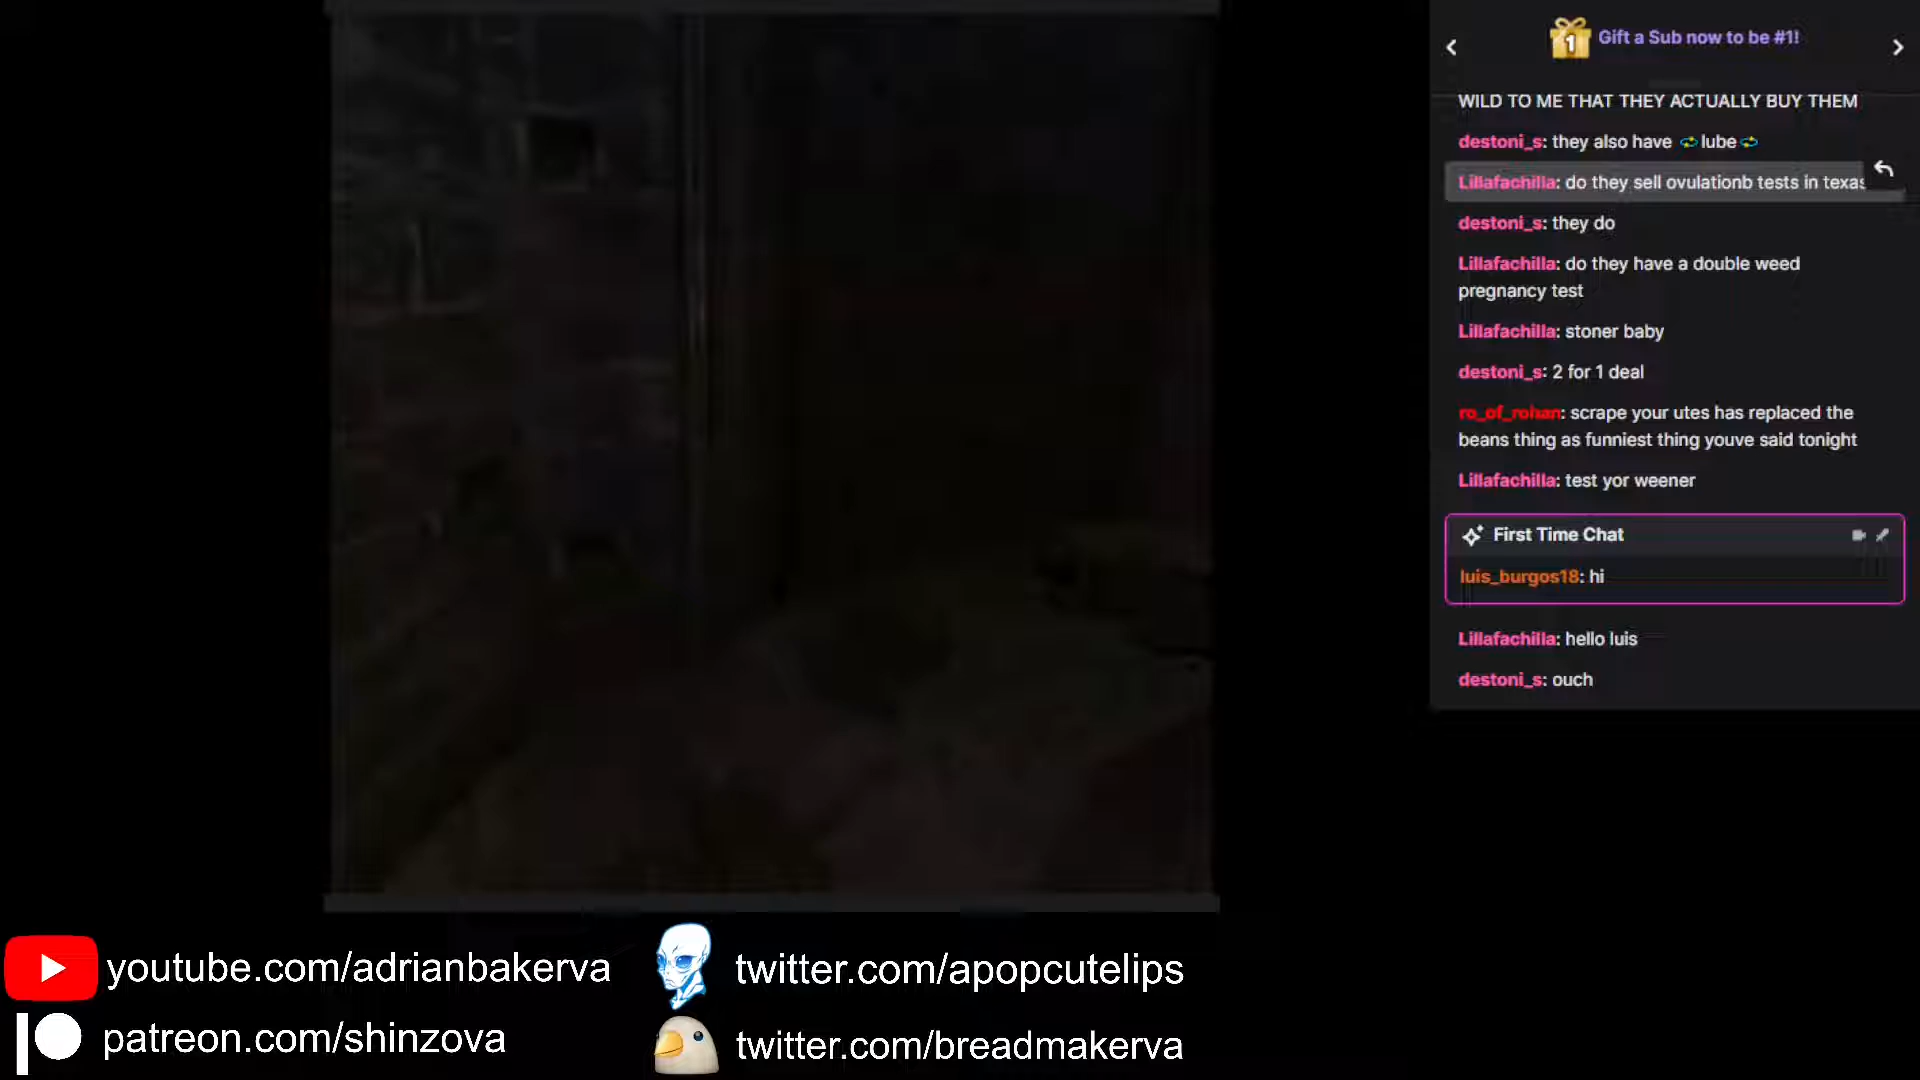 1
Gift a Sub now to be #1!
WILD TO ME THAT THEY ACTUALLY BUY THEM
destoni_s: they also have lube
Lillafachilla: do they sell ovulationb tests in texas
destoni_s: they do
Lillafachilla: do they have a double weed
pregnancy test
Lillafachilla: stoner baby
destoni_s: 2 for 1 deal
ro_of_rohan: scrape your utes has replaced the
beans thing as funniest thing youve said tonight
Lillafachilla: test yor weener
First Time Chat
luis_burgos18: hi
Lillafachilla: hello luis
destoni_s: ouch
youtube.com/adrianbakerva
twitter.com/apopcutelips
patreon.com/shinzova
twitter.com/breadmakerva